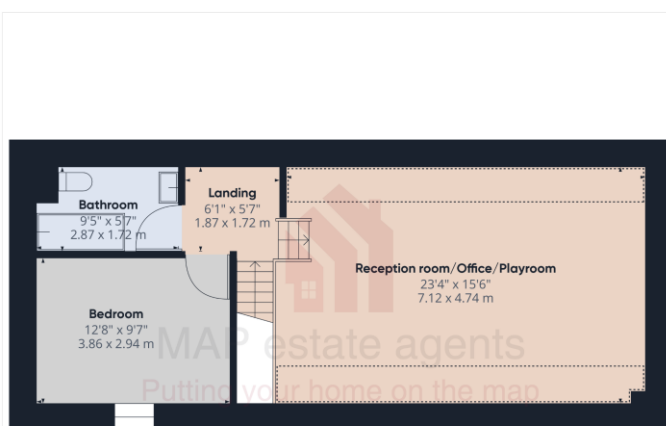 Bathroom
9'5" x 5'7"
2.87 x 1.72 m
Landing
6'1" x 5'7"
1.87 x 1.72 m
Reception room/Office/Playroom
23'4" x 15'6"
7.12 x 4.74 m
Bedroom
12'8" x 9'7"
3.86 x 2.94 m
MAP estate agents
Putting your home on the map